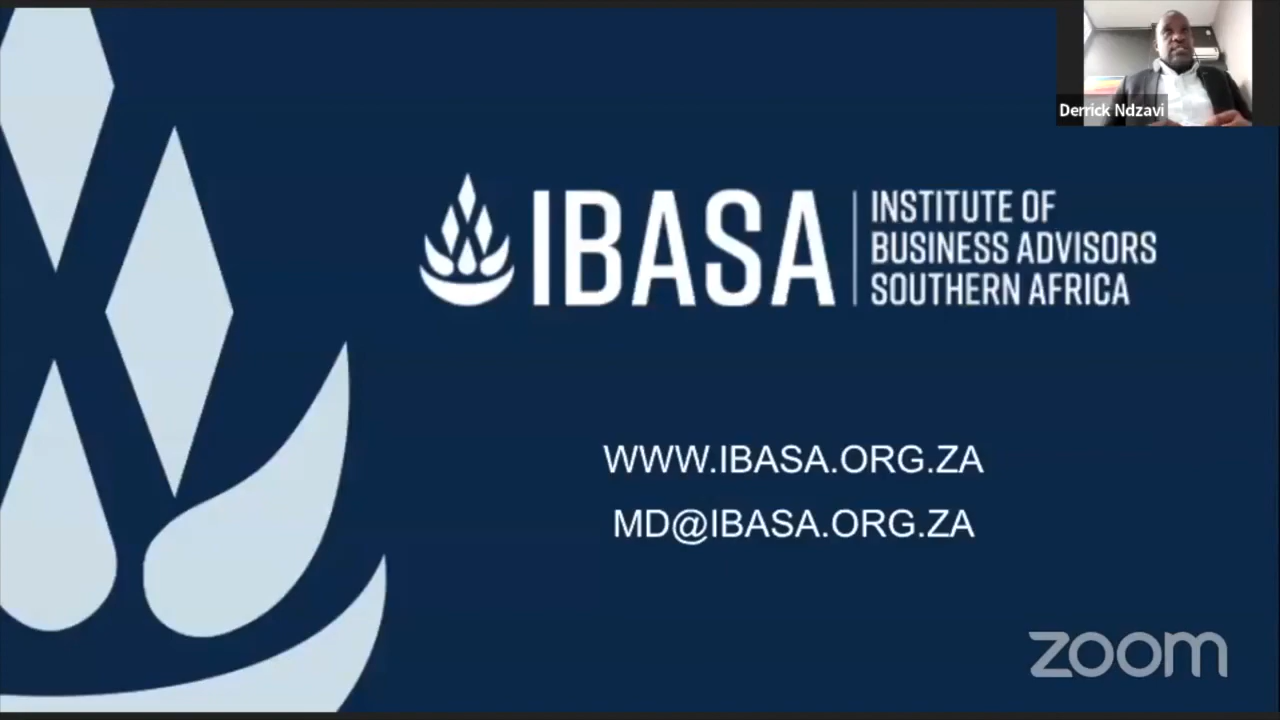 Derrick Ndzavi
IBASA
INSTITUTE OF
BUSINESS ADVISORS
SOUTHERN AFRICA
WWW.IBASA.ORG.ZA
MD@IBASA.ORG.ZA
zoom